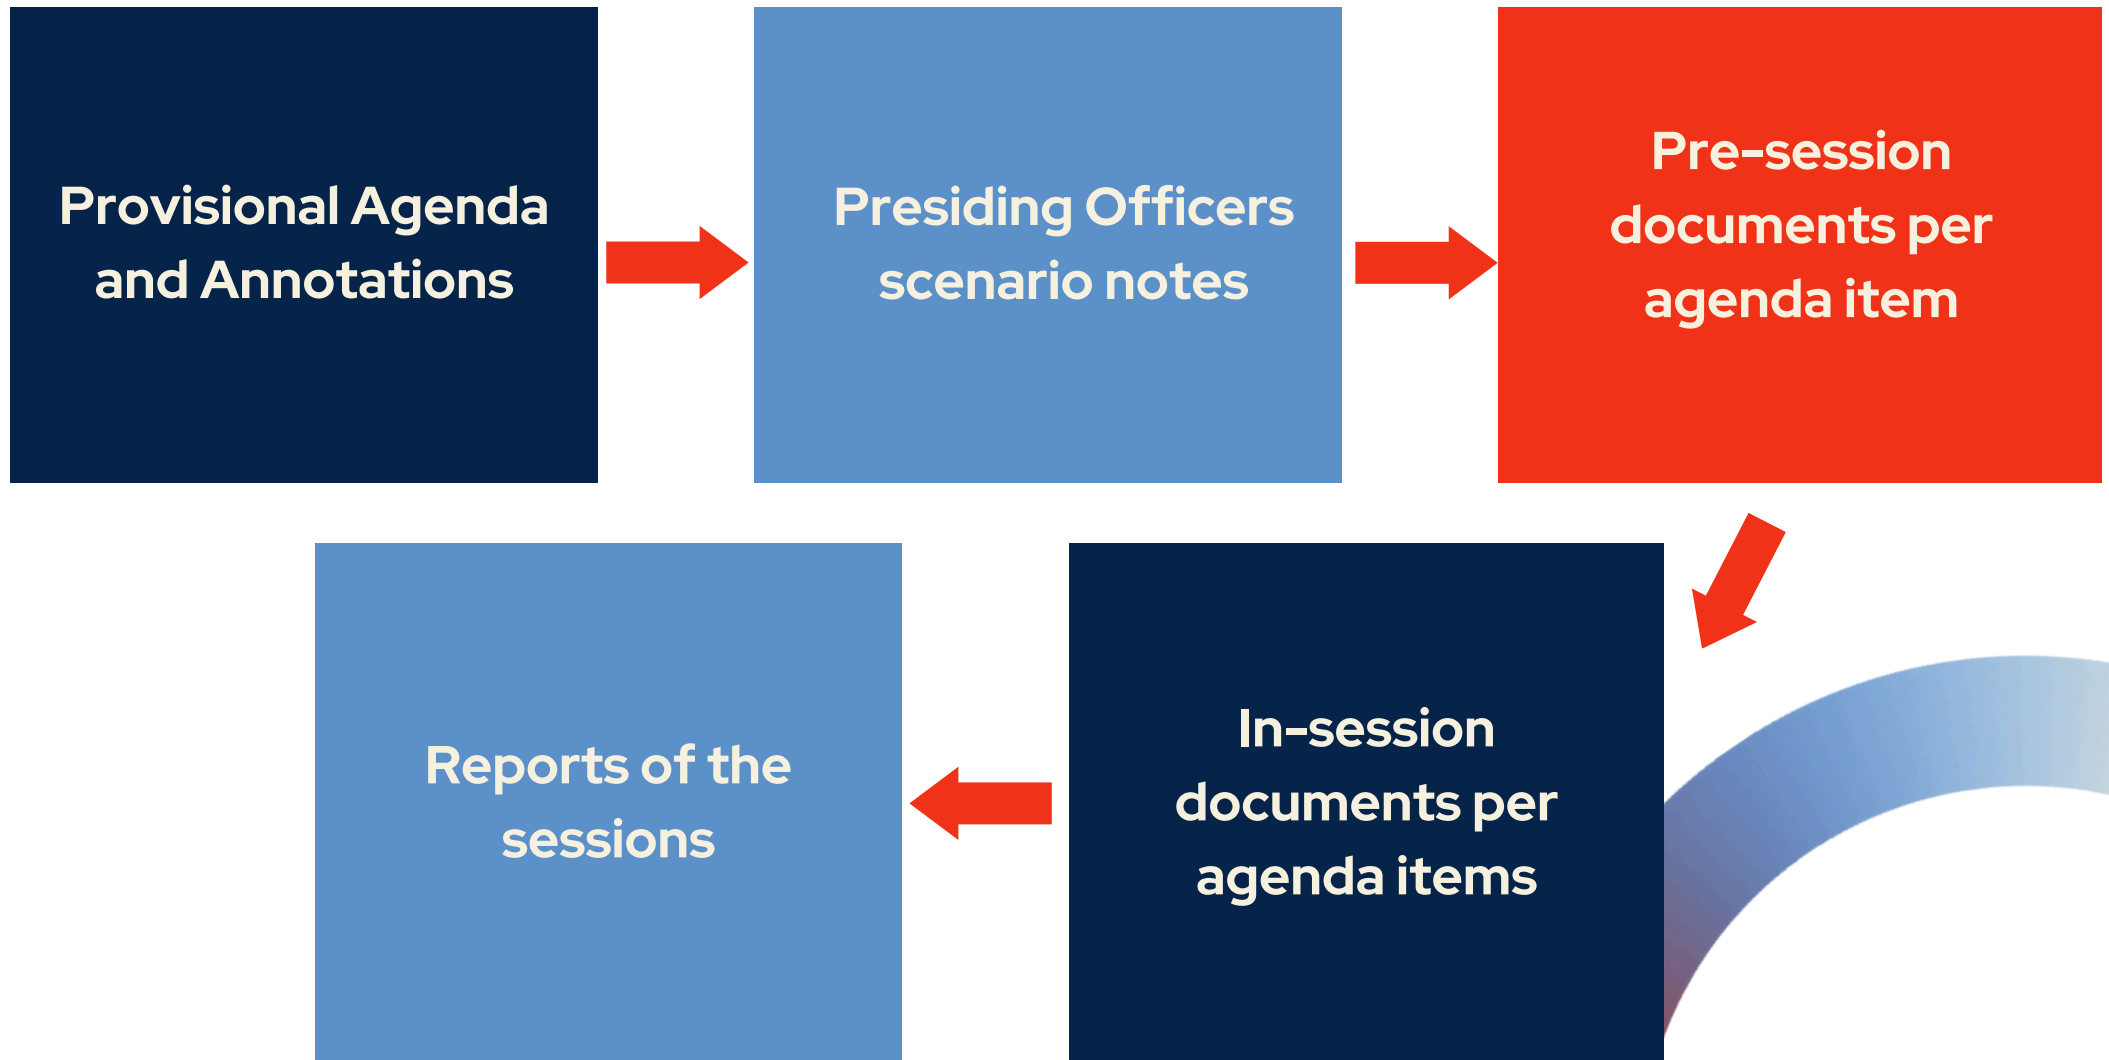 Provisional Agenda
and Annotations
Presiding Officers
scenario notes
Pre-session
documents per
agenda item
In-session
documents per
agenda items
Reports of the
sessions